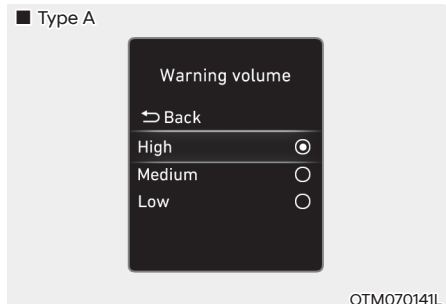 ■ Type A
Warning volume
⮌ Back
High
Medium
Low
OTM070141L